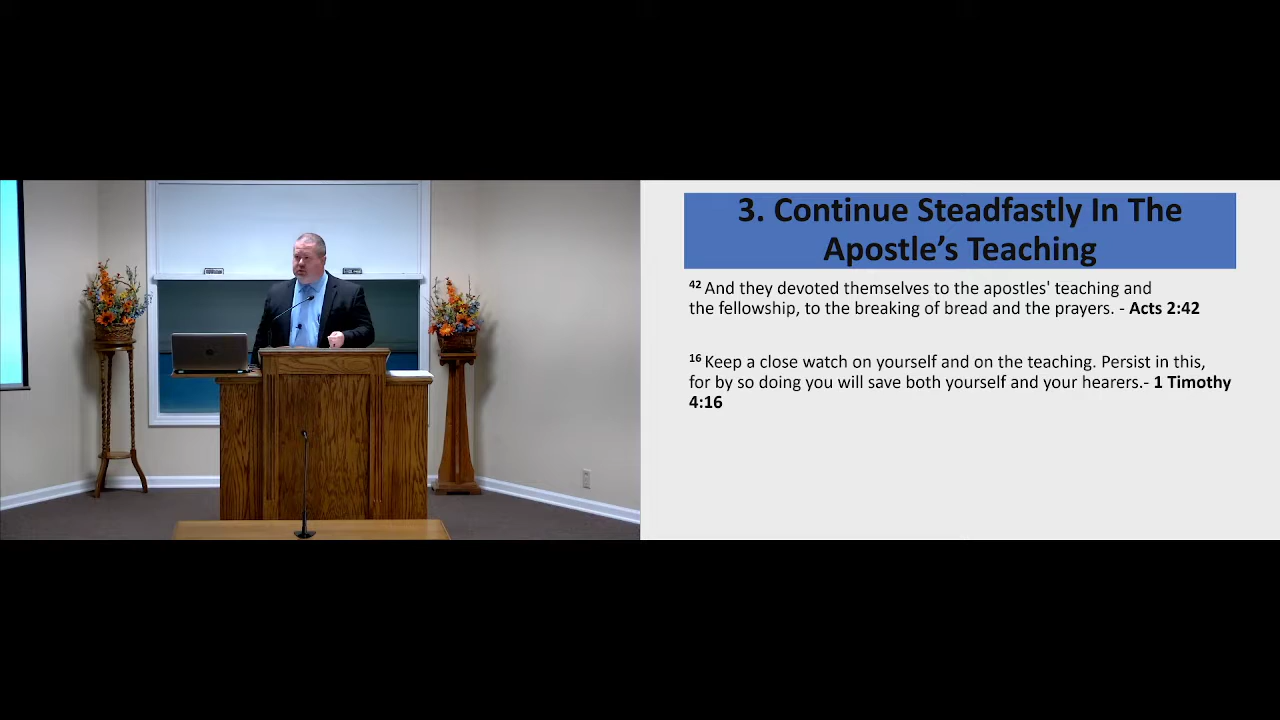 3. Continue Steadfastly In The
Apostle’s Teaching
42 And they devoted themselves to the apostles' teaching and
the fellowship, to the breaking of bread and the prayers. - Acts 2:42
16 Keep a close watch on yourself and on the teaching. Persist in this,
for by so doing you will save both yourself and your hearers.- 1 Timothy
4:16